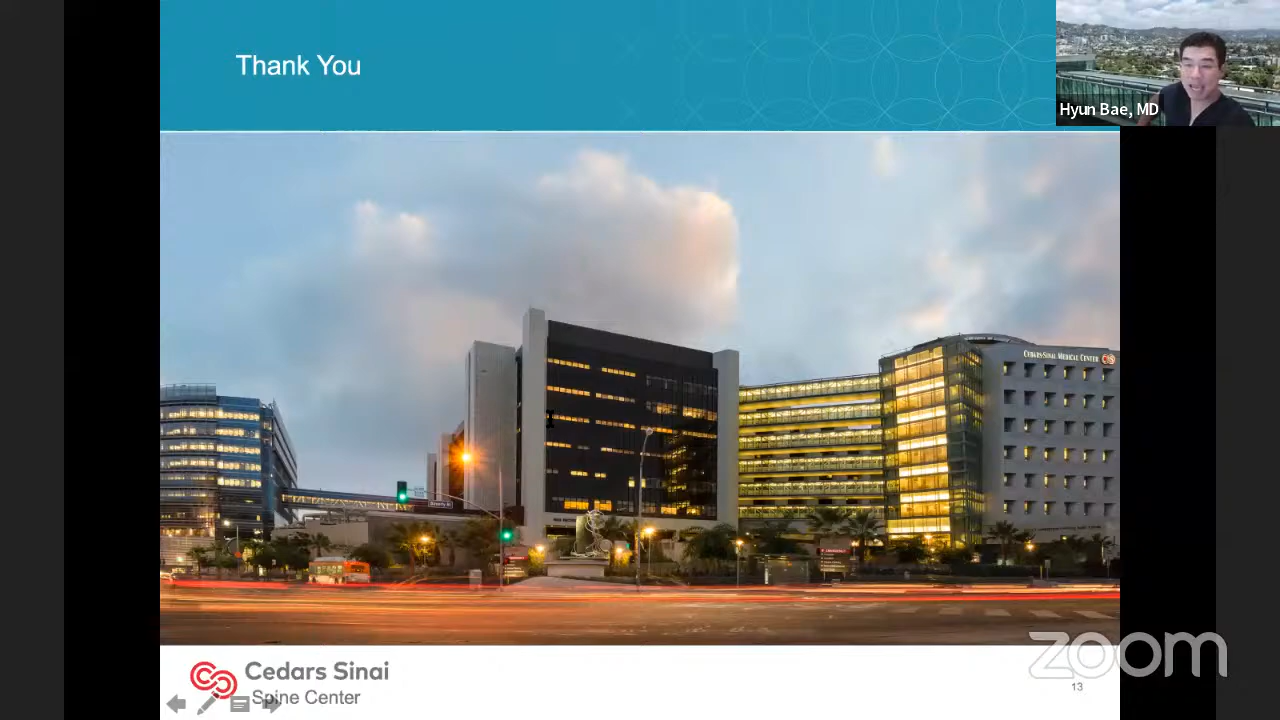 Thank You
Hyun Bae, MD
CEDARS-SINAI MEDICAL CENTER
Cedars Sinai
Spine Center
13
zoom